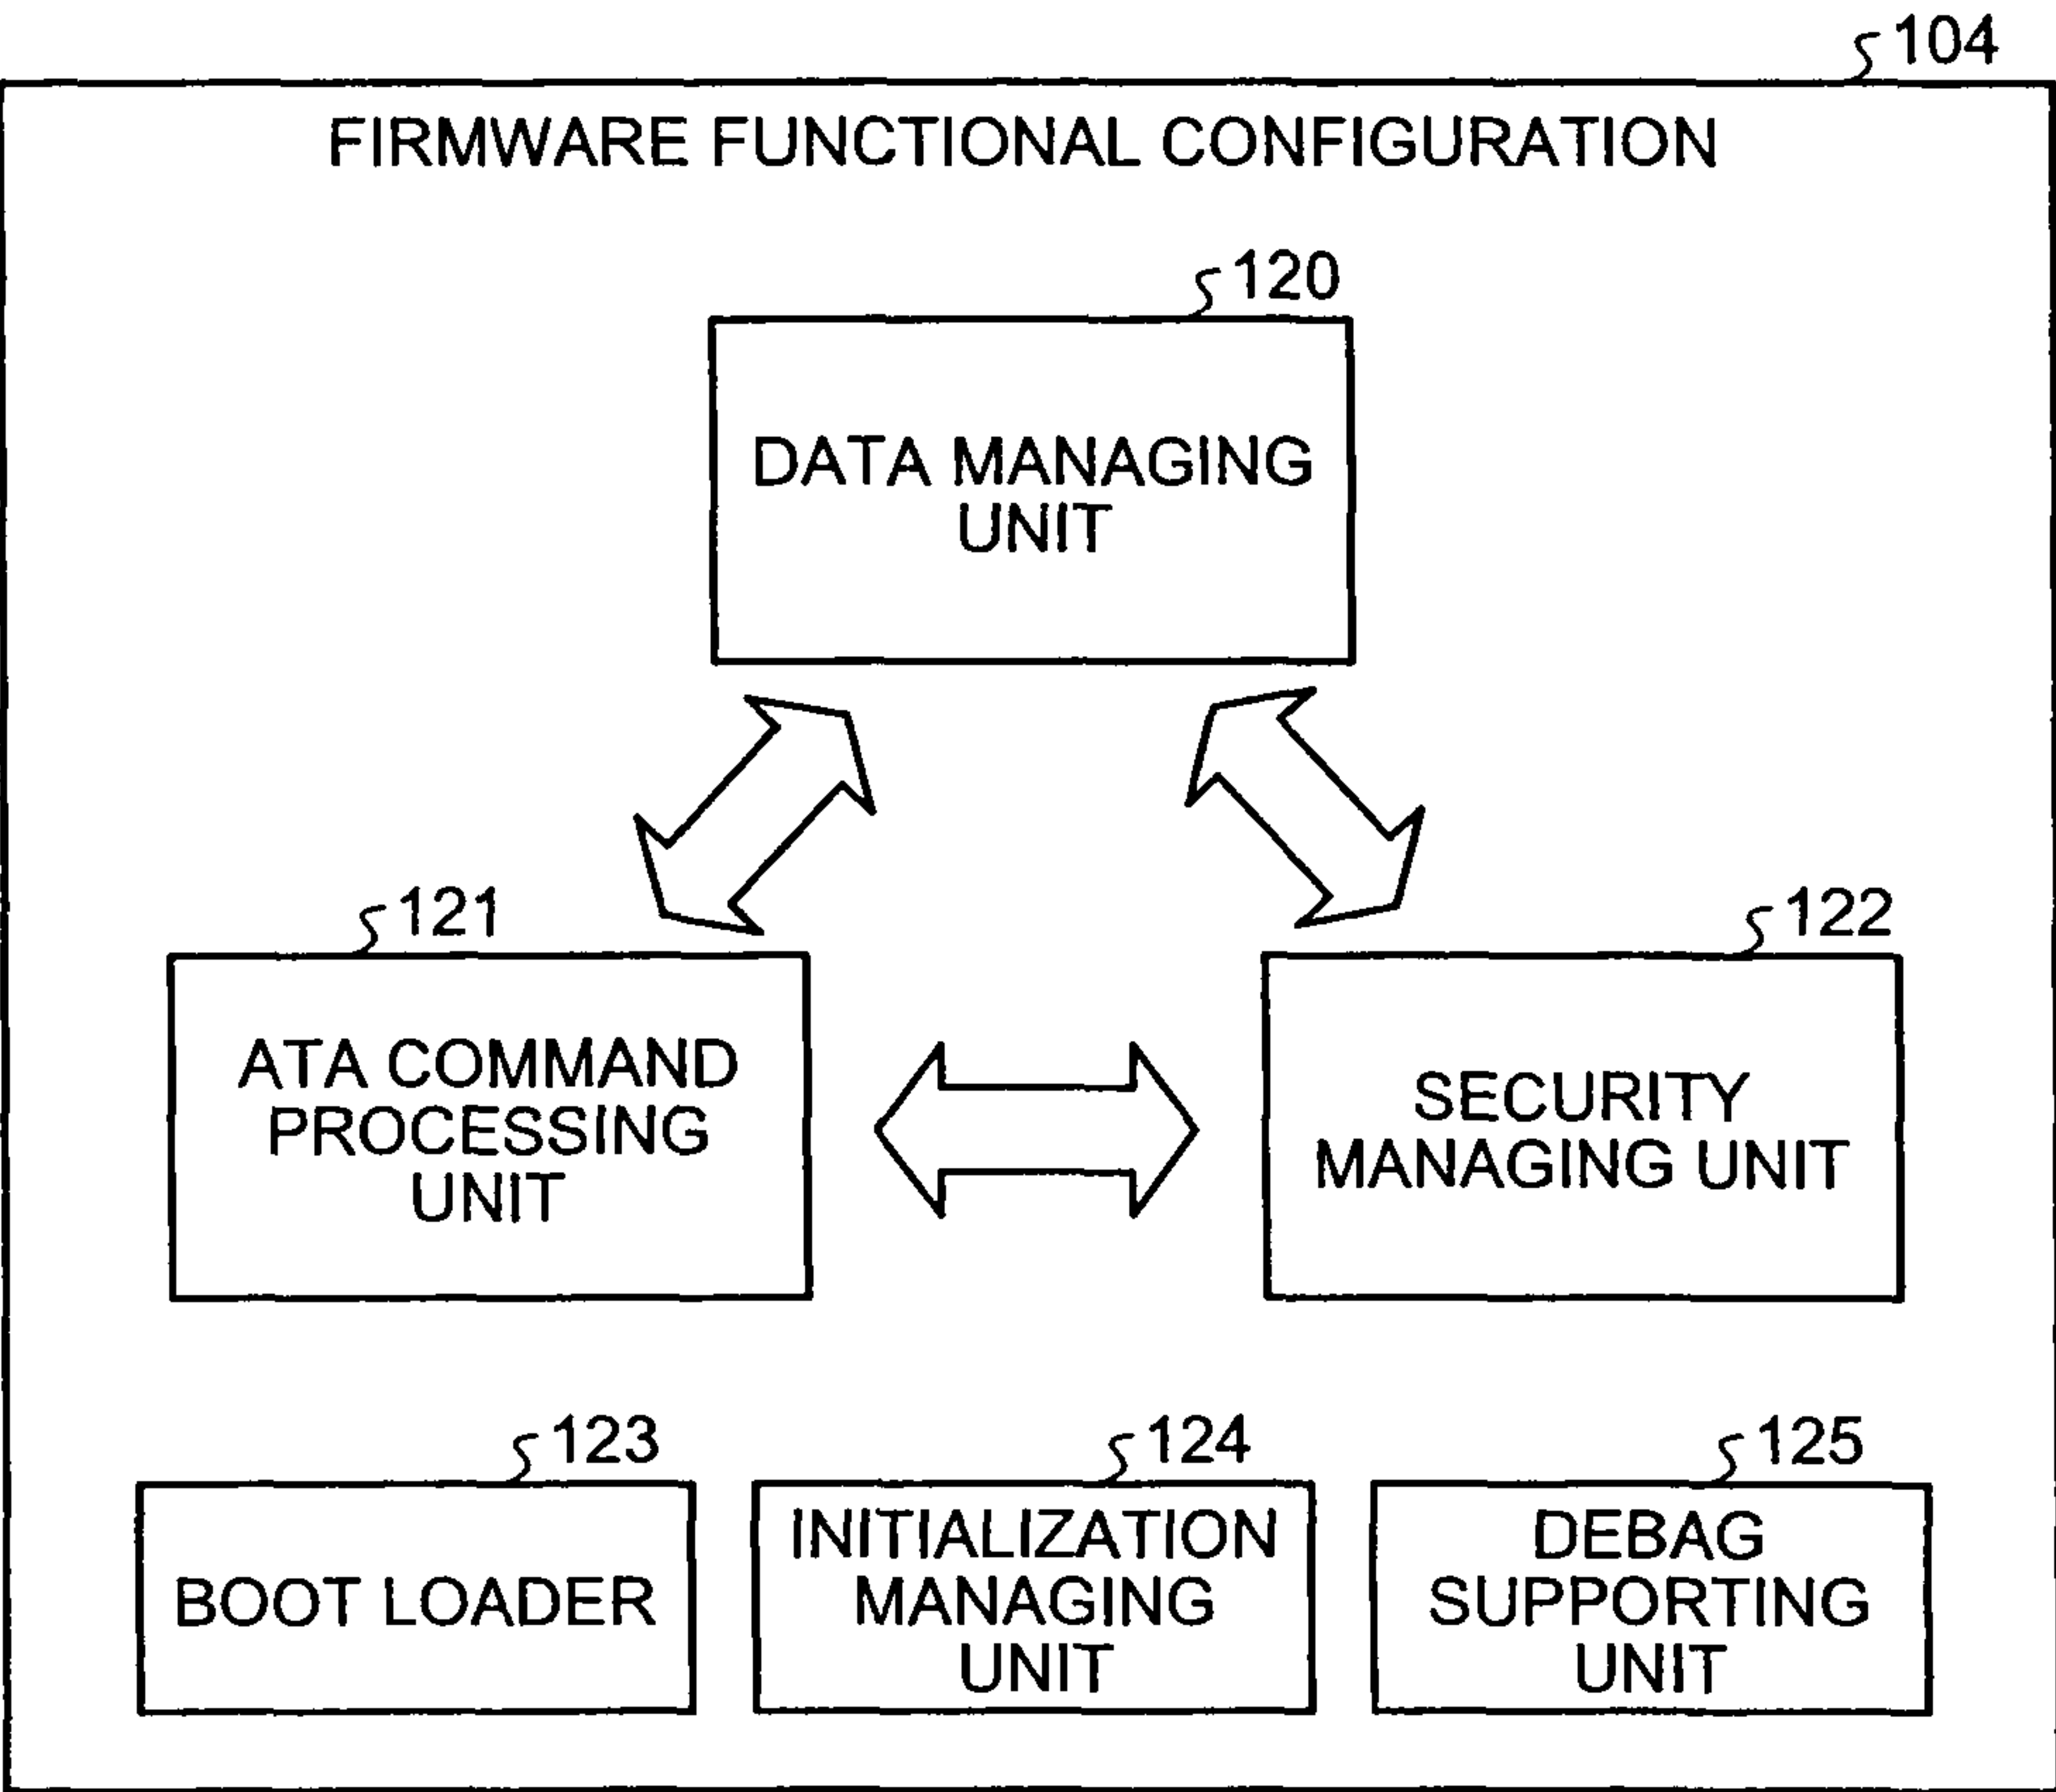 104
FIRMWARE FUNCTIONAL CONFIGURATION
120
DATA MANAGING
UNIT
121
ATA COMMAND
PROCESSING
UNIT
122
SECURITY
MANAGING UNIT
123
BOOT LOADER
124
INITIALIZATION
MANAGING
UNIT
125
DEBAG
SUPPORTING
UNIT